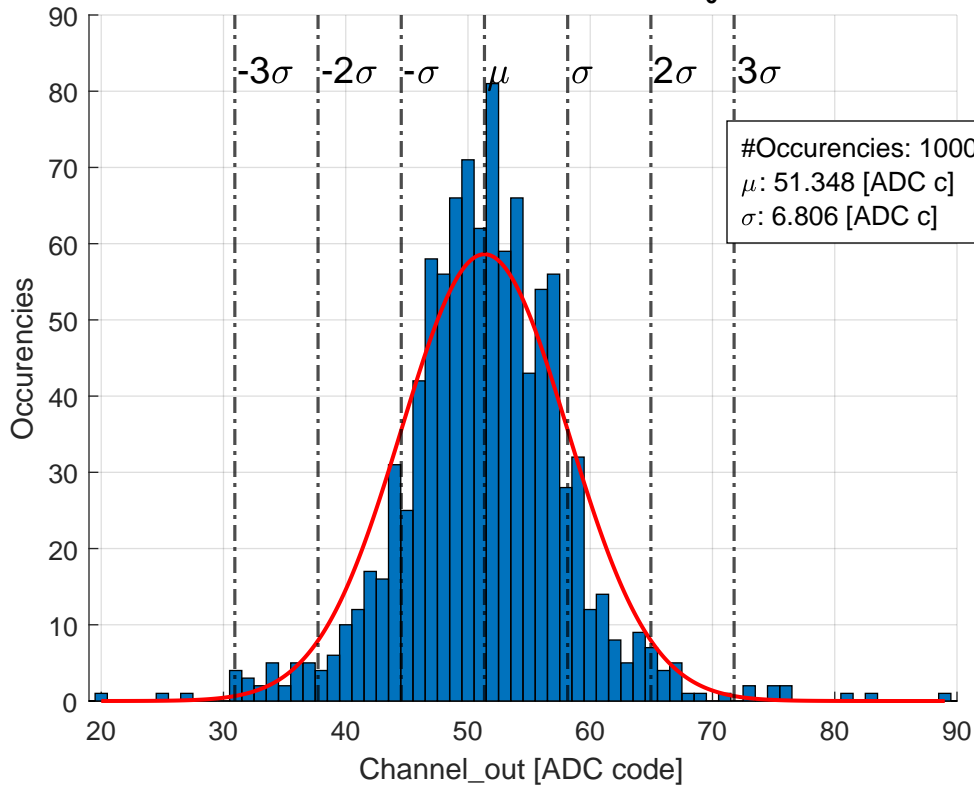 90
80
70
60
50
40
30
20
10
0
Occurencies
-3σ -2σ -σ μ σ 2σ 3σ
#Occurencies: 1000
μ: 51.348 [ADC c]
σ: 6.806 [ADC c]
20 30 40 50 60 70 80 90
Channel_out [ADC code]